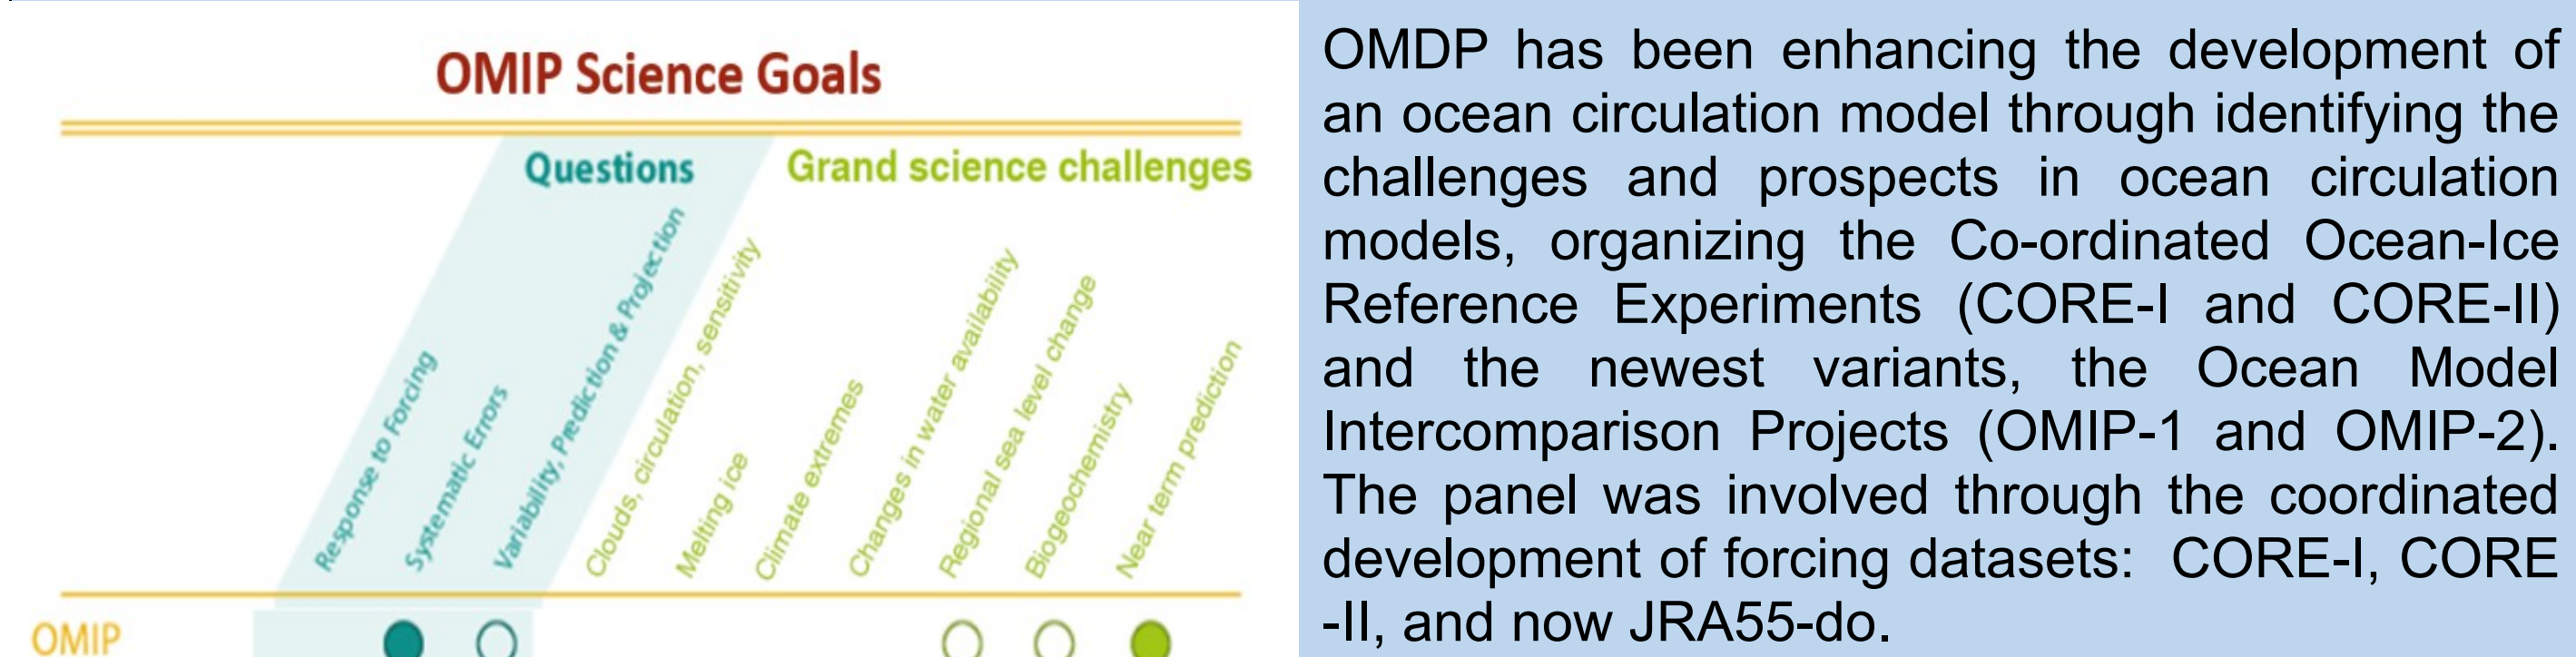 OMIP Science Goals
Questions
Grand science challenges
Response to Forcing
Systematic Errors
Variability, Prediction & Projection
Clouds, circulation, sensitivity
Melting ice
Climate extremes
Changes in water availability
Regional sea level change
Biogeochemistry
Near term prediction
OMIP
OMDP has been enhancing the development of
an ocean circulation model through identifying the
challenges and prospects in ocean circulation
models, organizing the Co-ordinated Ocean-Ice
Reference Experiments (CORE-I and CORE-II)
and the newest variants, the Ocean Model
Intercomparison Projects (OMIP-1 and OMIP-2).
The panel was involved through the coordinated
development of forcing datasets: CORE-I, CORE
-II, and now JRA55-do.